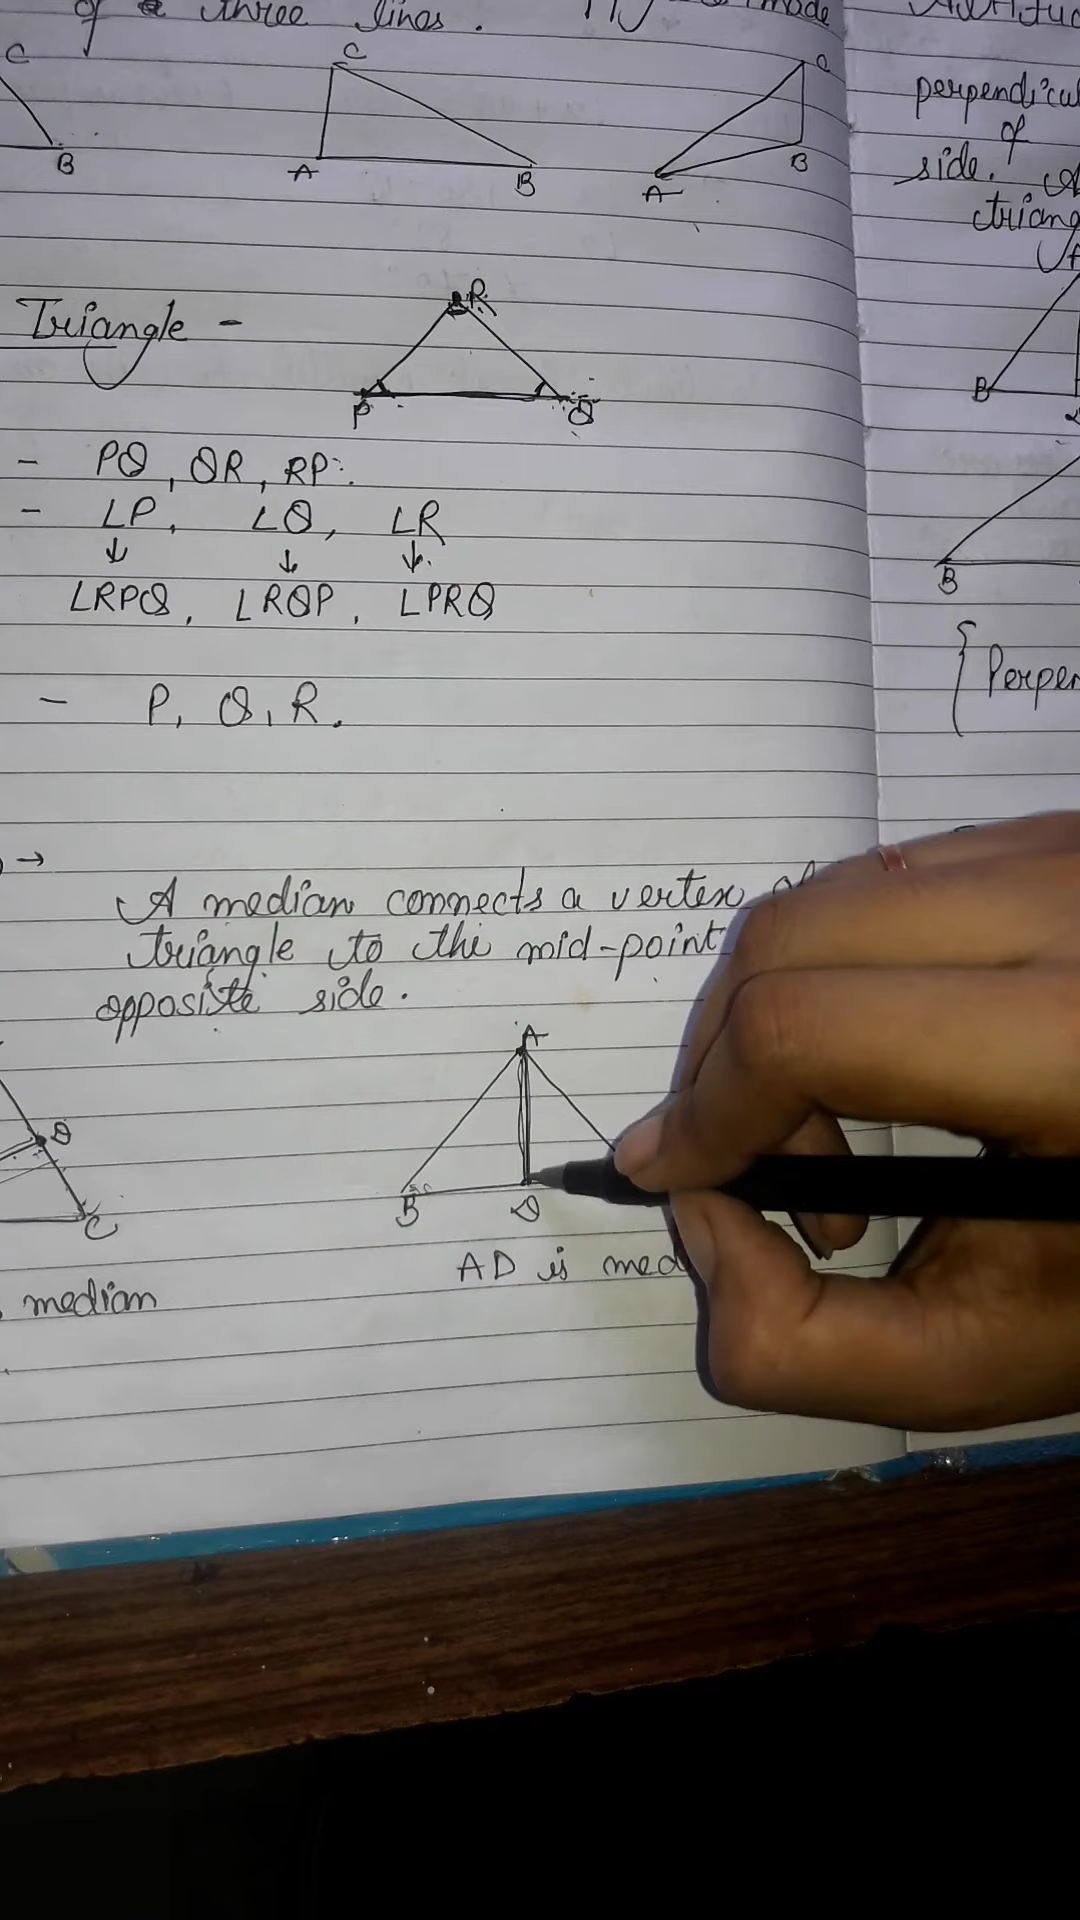 of a three lines.
C
C
C
B
A
B
A
B
Triangle -
R
P
Q
- PQ, QR, RP.
- ∠P, ∠Q, ∠R
↓ ↓ ↓
∠RPQ, ∠RQP, ∠PRQ
- P, Q, R.
→
A median connects a vertex
triangle to the mid-point
opposite side.
A
D
C
B
D
AD is med
median
of
side.
B
B